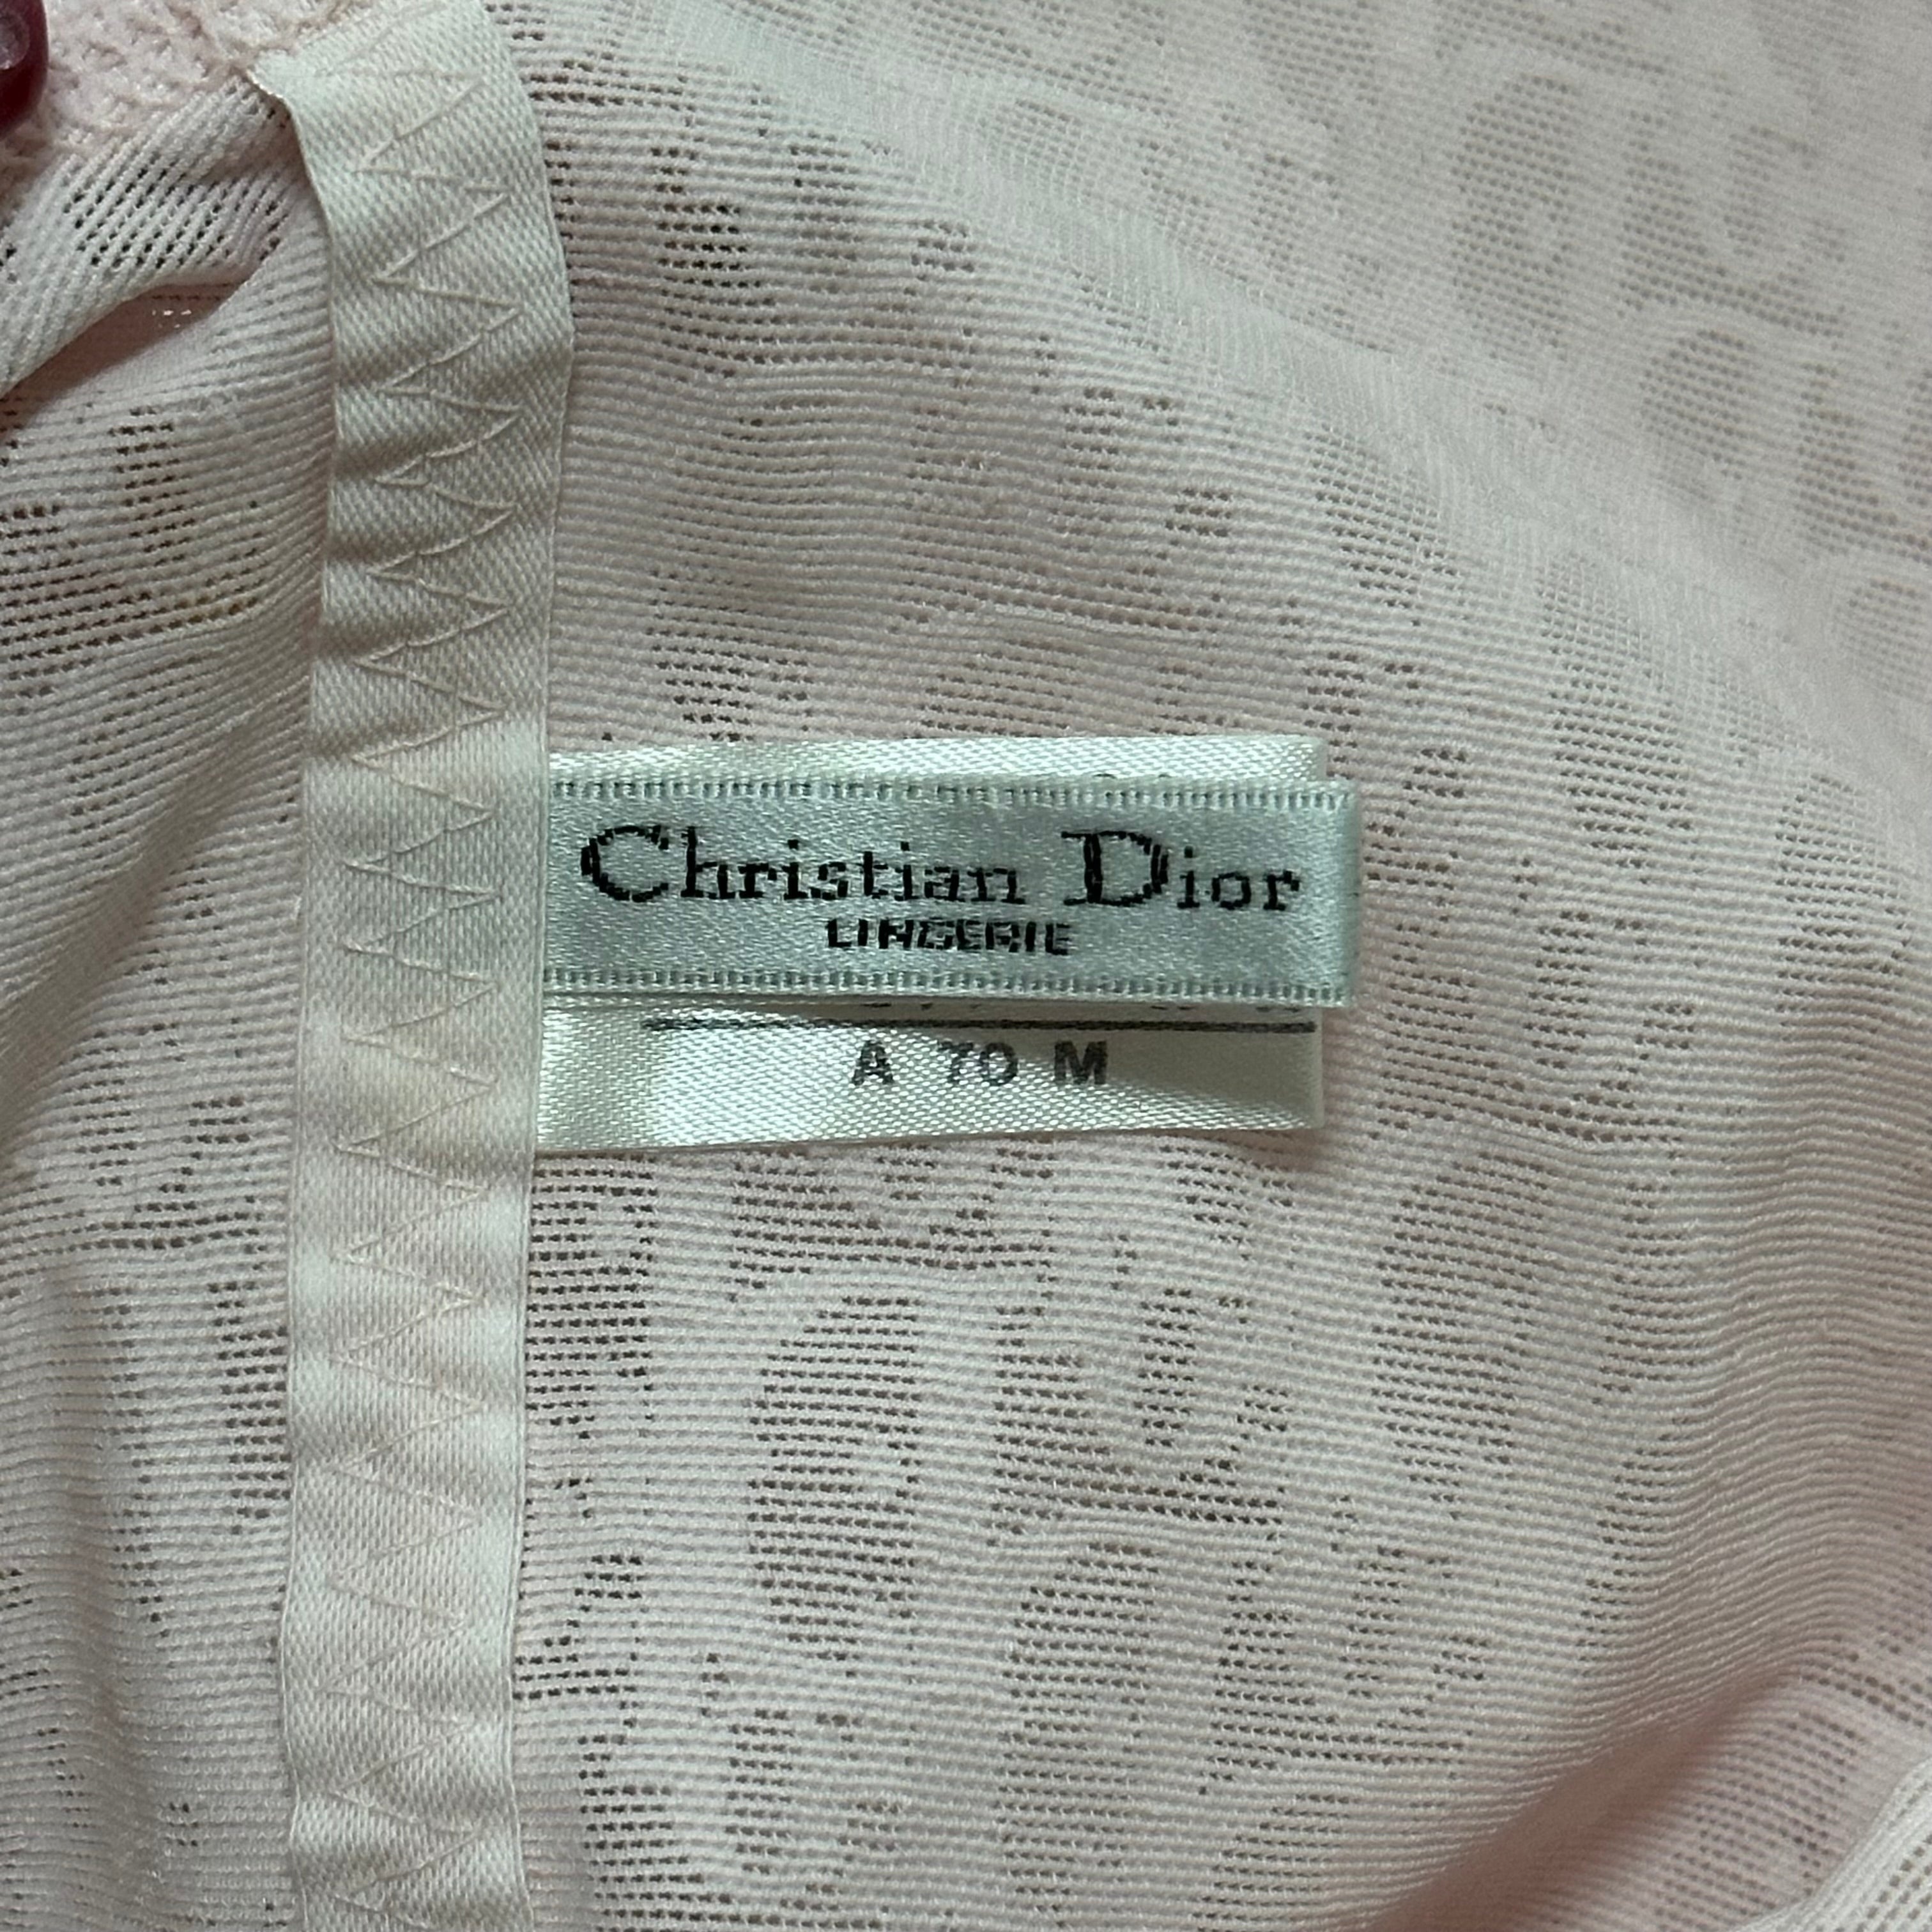 Christian Dior
LINGERIE
A 70 M